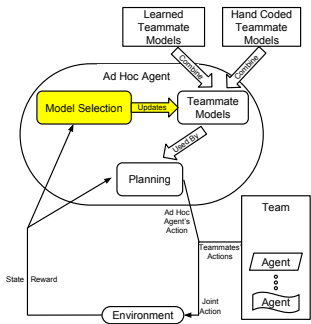 Learned
Teammate
Models
Hand Coded
Teammate
Models
Combine
Combine
Ad Hoc Agent
Model Selection
Updates
Teammate
Models
Used By
Planning
Ad Hoc
Agent's
Action
Team
Teammates'
Actions
Agent
Agent
State
Reward
Joint
Action
Environment